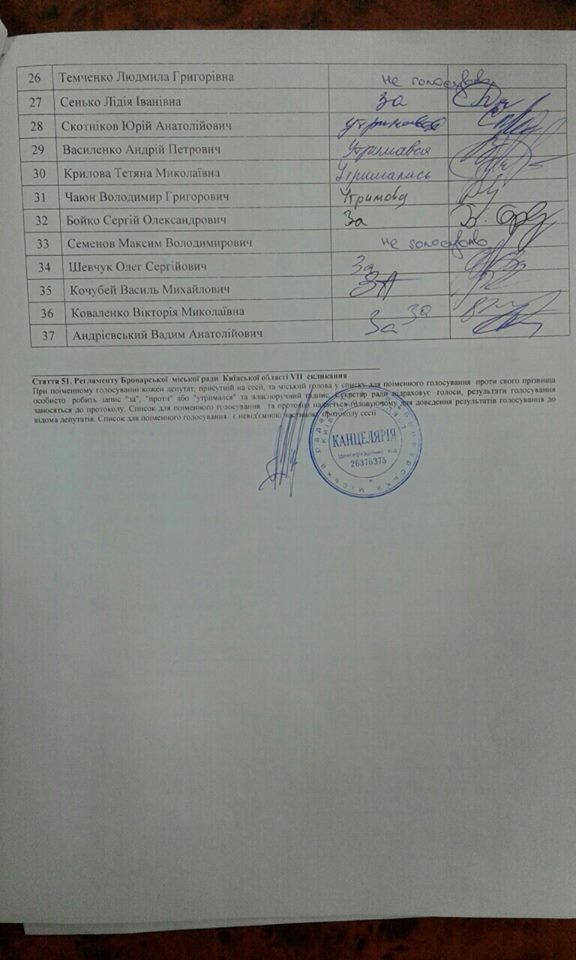 26 Темченко Людмила Григорівна не голосувала
27 Сенько Лідія Іванівна За
28 Скотніков Юрій Анатолійович утримався
29 Василенко Андрій Петрович Утримався
30 Крилова Тетяна Миколаївна Утрималась
31 Чаюн Володимир Григорович
32 Бойко Сергій Олександрович За
33 Семенов Максим Володимирович не голосував
34 Шевчук Олег Сергійович За
35 Кочубей Василь Михайлович ЗА
36 Коваленко Вікторія Миколаївна За
37 Андрієвський Вадим Анатолійович За
Стаття 51. Регламенту Броварської міської ради Київської області VII скликання
При поіменному голосуванні кожен депутат, присутній на сесії, та міський голова у списку для поіменного голосування проти свого прізвища
особисто робить запис "за", "проти" або "утримался" та власноручний підпис. Секретар ради підраховує голоси, результати голосування
заносяться до протоколу. Список для поіменного голосування та протокол надається головуючому для доведення результатів голосування до
відома депутатів. Список для поіменного голосування є невід'ємною частиною протоколу сесії
КАНЦЕЛЯРІЯ
Ідентифікаційний код
26376375